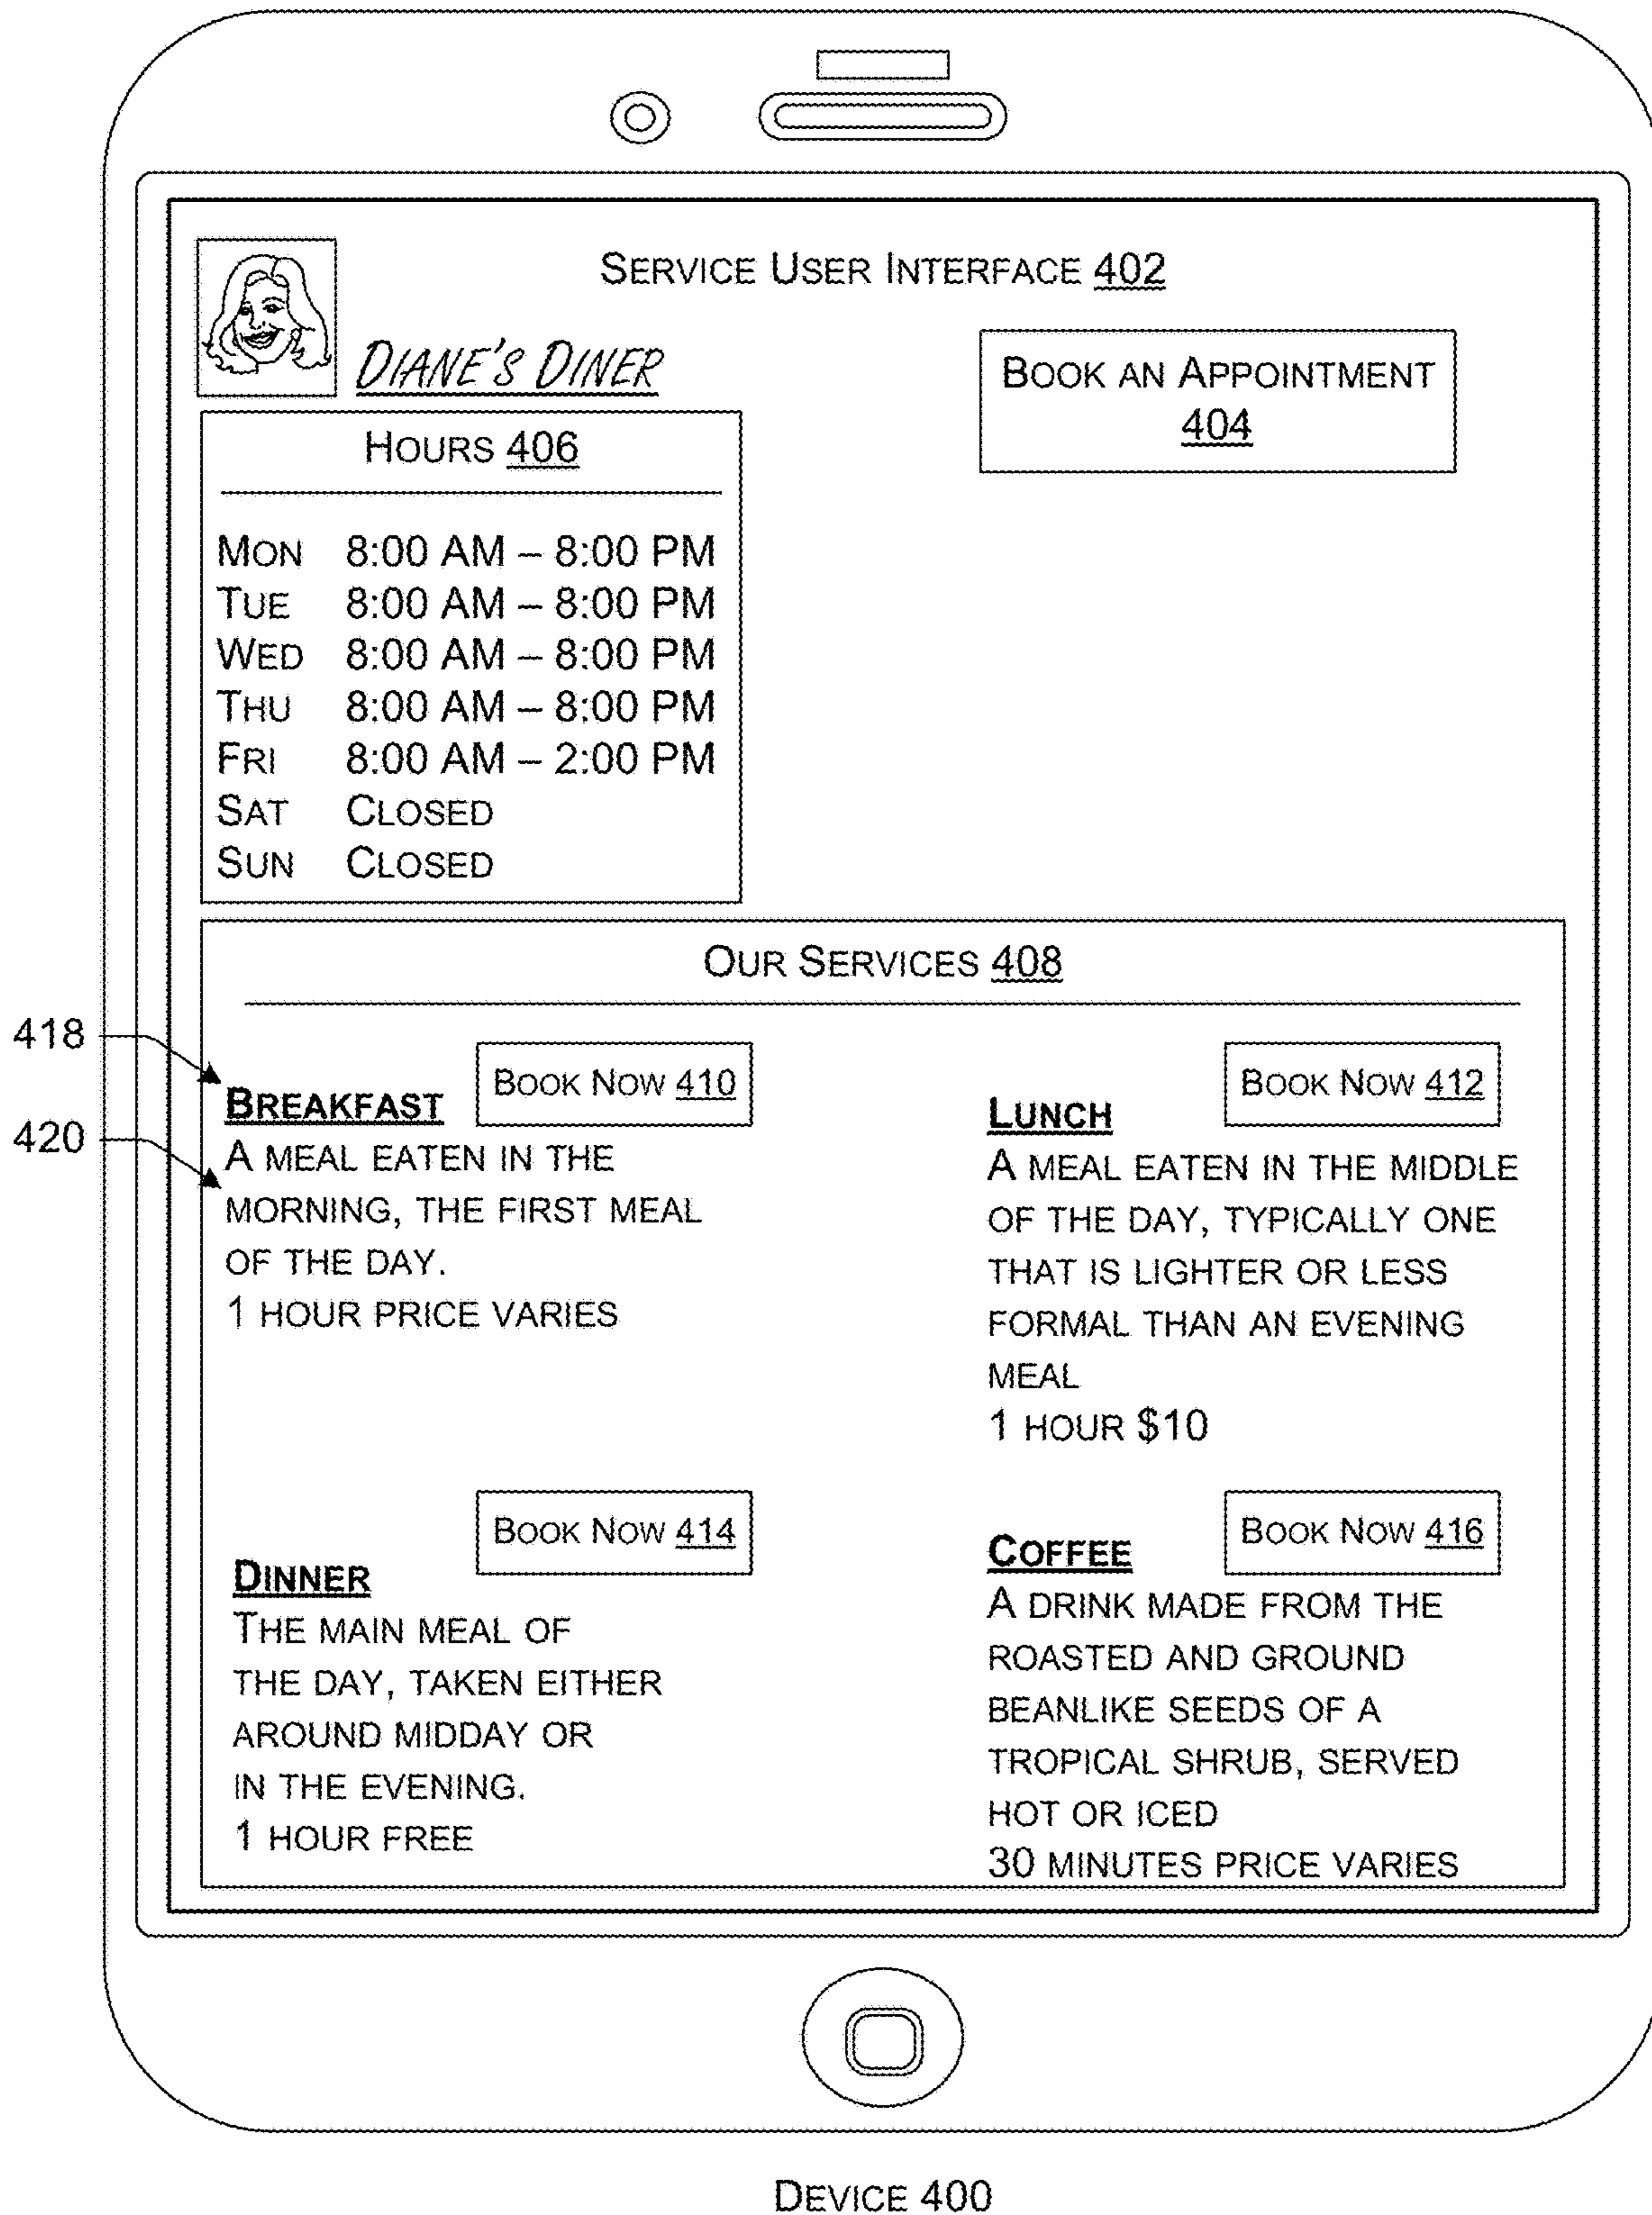 Service User Interface 402
Diane's Diner
Book an Appointment
404
Hours 406
Mon 8:00 AM – 8:00 PM
Tue 8:00 AM – 8:00 PM
Wed 8:00 AM – 8:00 PM
Thu 8:00 AM – 8:00 PM
Fri 8:00 AM – 2:00 PM
Sat Closed
Sun Closed
Our Services 408
418
420
Breakfast
Book Now 410
A meal eaten in the
morning, the first meal
of the day.
1 hour price varies
Lunch
Book Now 412
A meal eaten in the middle
of the day, typically one
that is lighter or less
formal than an evening
meal
1 hour $10
Dinner
Book Now 414
The main meal of
the day, taken either
around midday or
in the evening.
1 hour free
Coffee
Book Now 416
A drink made from the
roasted and ground
beanlike seeds of a
tropical shrub, served
hot or iced
30 minutes price varies
Device 400